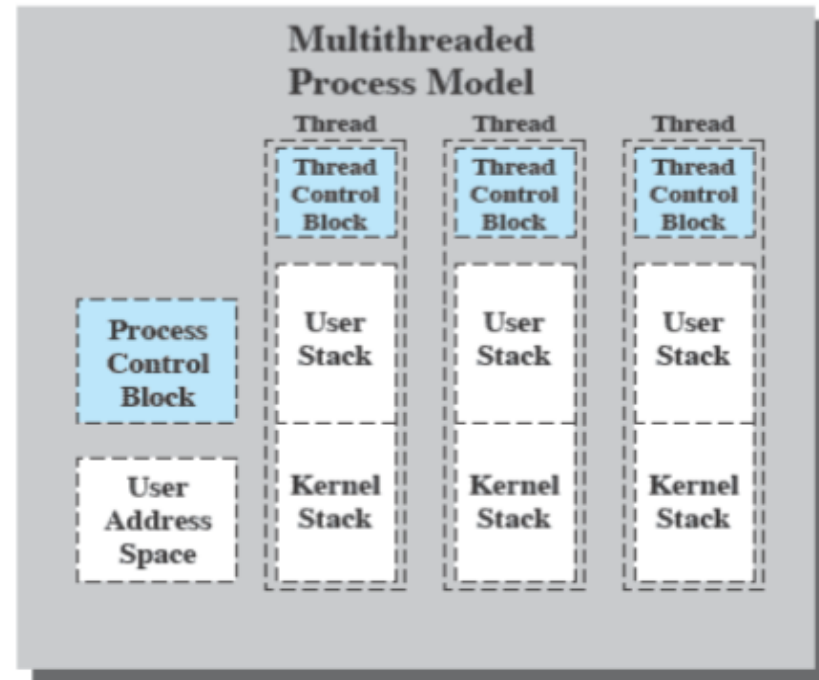 Multithreaded
Process Model
Thread
Thread
Control
Block
User
Stack
Kernel
Stack
Thread
Thread
Control
Block
User
Stack
Kernel
Stack
Thread
Thread
Control
Block
User
Stack
Kernel
Stack
Process
Control
Block
User
Address
Space